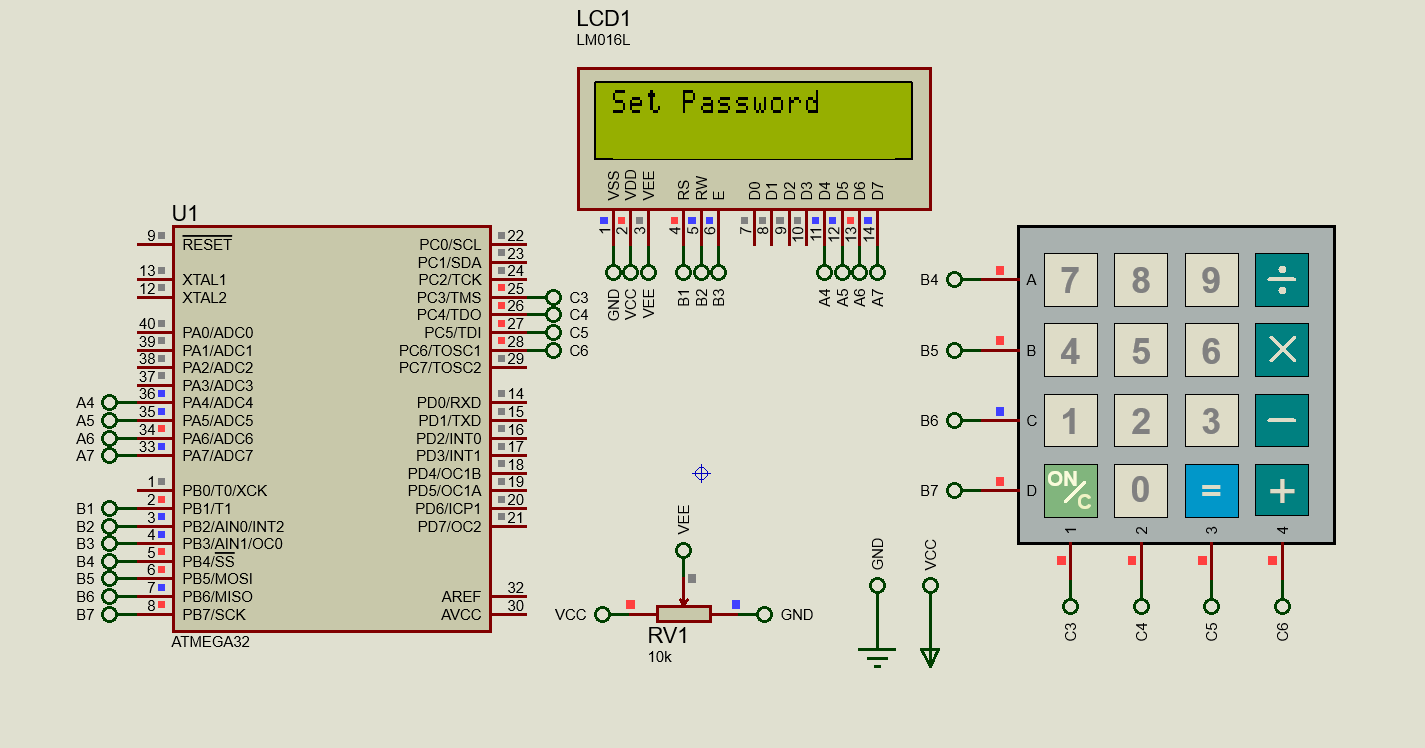 LCD1
LM016L
Set Password
VSS VDD VEE RS RW E D0 D1 D2 D3 D4 D5 D6 D7
1 2 3 4 5 6 7 8 9 10 11 12 13 14
GND VCC VEE B1 B2 B3 A4 A5 A6 A7
U1
9 RESET PC0/SCL 22
PC1/SDA 23
13 XTAL1 PC2/TCK 24
12 XTAL2 PC3/TMS 25 C3
PC4/TDO 26 C4
40 PA0/ADC0 PC5/TDI 27 C5
39 PA1/ADC1 PC6/TOSC1 28 C6
38 PA2/ADC2 PC7/TOSC2 29
37 PA3/ADC3
A4 36 PA4/ADC4 PD0/RXD 14
A5 35 PA5/ADC5 PD1/TXD 15
A6 34 PA6/ADC6 PD2/INT0 16
A7 33 PA7/ADC7 PD3/INT1 17
PD4/OC1B 18
1 PB0/T0/XCK PD5/OC1A 19
B1 2 PB1/T1 PD6/ICP1 20
B2 3 PB2/AIN0/INT2 PD7/OC2 21
B3 4 PB3/AIN1/OC0
B4 5 PB4/SS
B5 6 PB5/MOSI
B6 7 PB6/MISO AREF 32
B7 8 PB7/SCK AVCC 30
ATMEGA32
VEE
VCC GND
RV1
10k
GND VCC
B4 A 7 8 9 ÷
B5 B 4 5 6 ×
B6 C 1 2 3 −
B7 D ON/C 0 = +
1 2 3 4
C3 C4 C5 C6